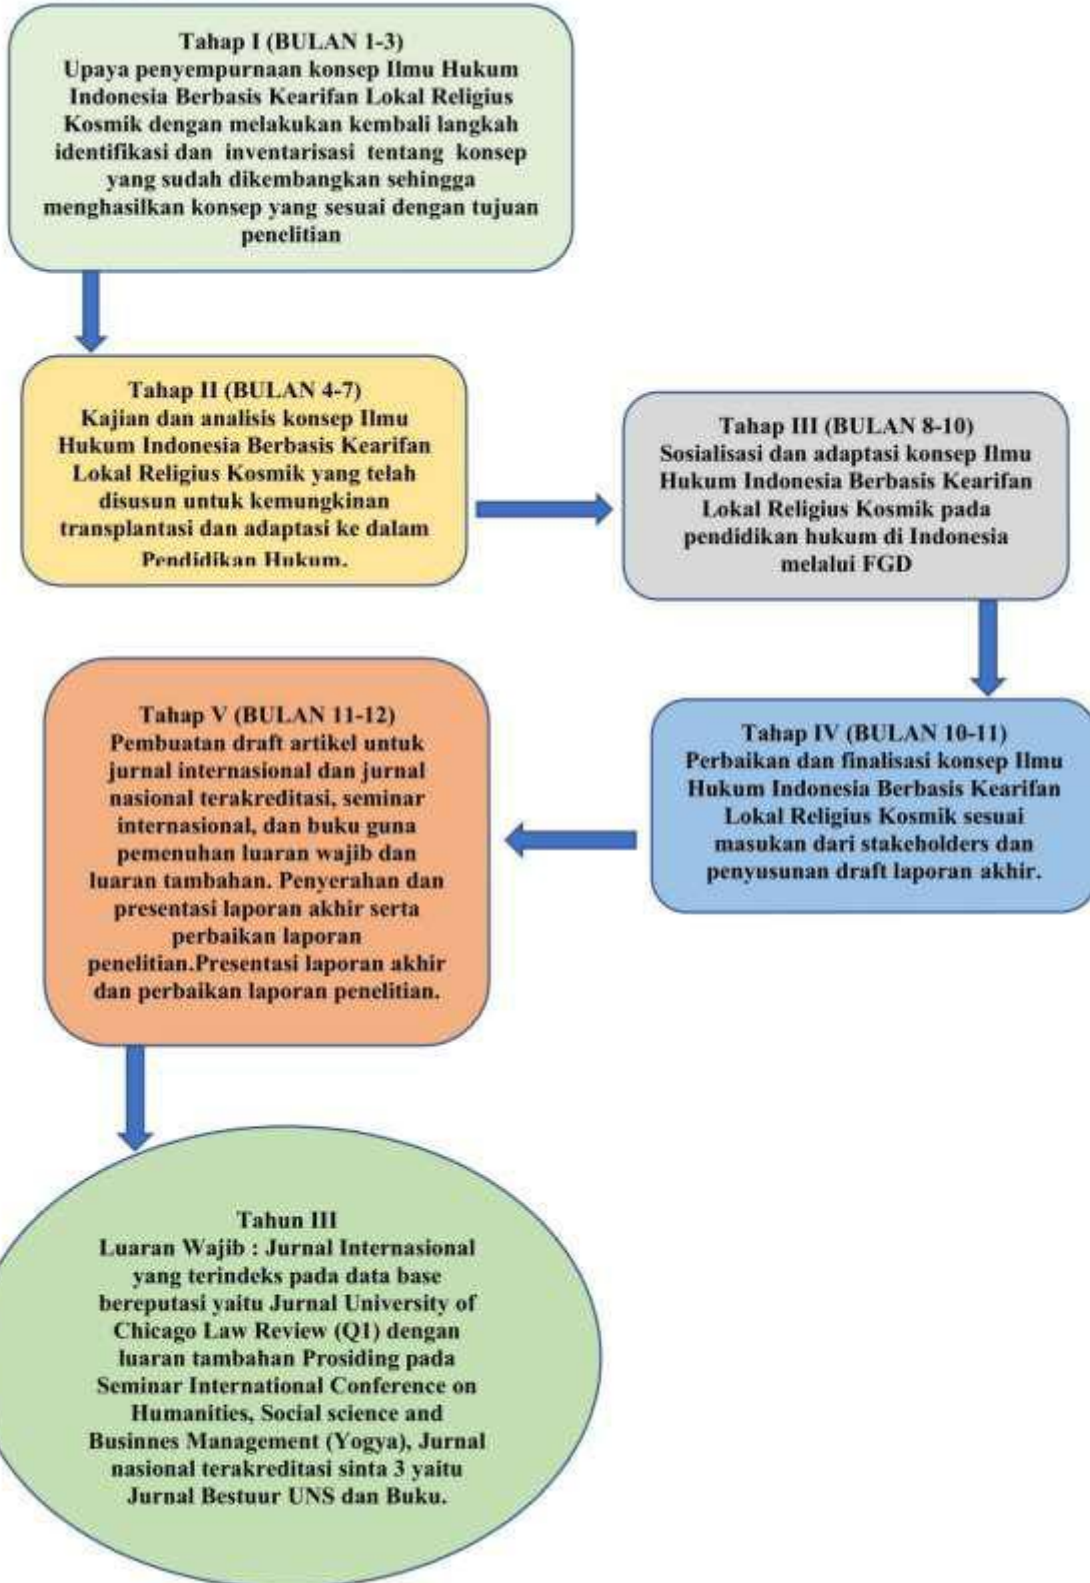 Tahap I (BULAN 1-3)
Upaya penyempurnaan konsep Ilmu Hukum
Indonesia Berbasis Kearifan Lokal Religius
Kosmik dengan melakukan kembali langkah
identifikasi dan inventarisasi tentang konsep
yang sudah dikembangkan sehingga
menghasilkan konsep yang sesuai dengan tujuan
penelitian
Tahap II (BULAN 4-7)
Kajian dan analisis konsep Ilmu
Hukum Indonesia Berbasis Kearifan
Lokal Religius Kosmik yang telah
disusun untuk kemungkinan
transplantasi dan adaptasi ke dalam
Pendidikan Hukum.
Tahap III (BULAN 8-10)
Sosialisasi dan adaptasi konsep Ilmu
Hukum Indonesia Berbasis Kearifan
Lokal Religius Kosmik pada
pendidikan hukum di Indonesia
melalui FGD
Tahap IV (BULAN 10-11)
Perbaikan dan finalisasi konsep Ilmu
Hukum Indonesia Berbasis Kearifan
Lokal Religius Kosmik sesuai
masukan dari stakeholders dan
penyusunan draft laporan akhir.
Tahap V (BULAN 11-12)
Pembuatan draft artikel untuk
jurnal internasional dan jurnal
nasional terakreditasi, seminar
internasional, dan buku guna
pemenuhan luaran wajib dan
luaran tambahan. Penyerahan dan
presentasi laporan akhir serta
perbaikan laporan
penelitian.Presentasi laporan akhir
dan perbaikan laporan penelitian.
Tahun III
Luaran Wajib : Jurnal Internasional
yang terindeks pada data base
bereputasi yaitu Jurnal University of
Chicago Law Review (Q1) dengan
luaran tambahan Prosiding pada
Seminar International Conference on
Humanities, Social science and
Businnes Management (Yogya), Jurnal
nasional terakreditasi sinta 3 yaitu
Jurnal Bestuur UNS dan Buku.